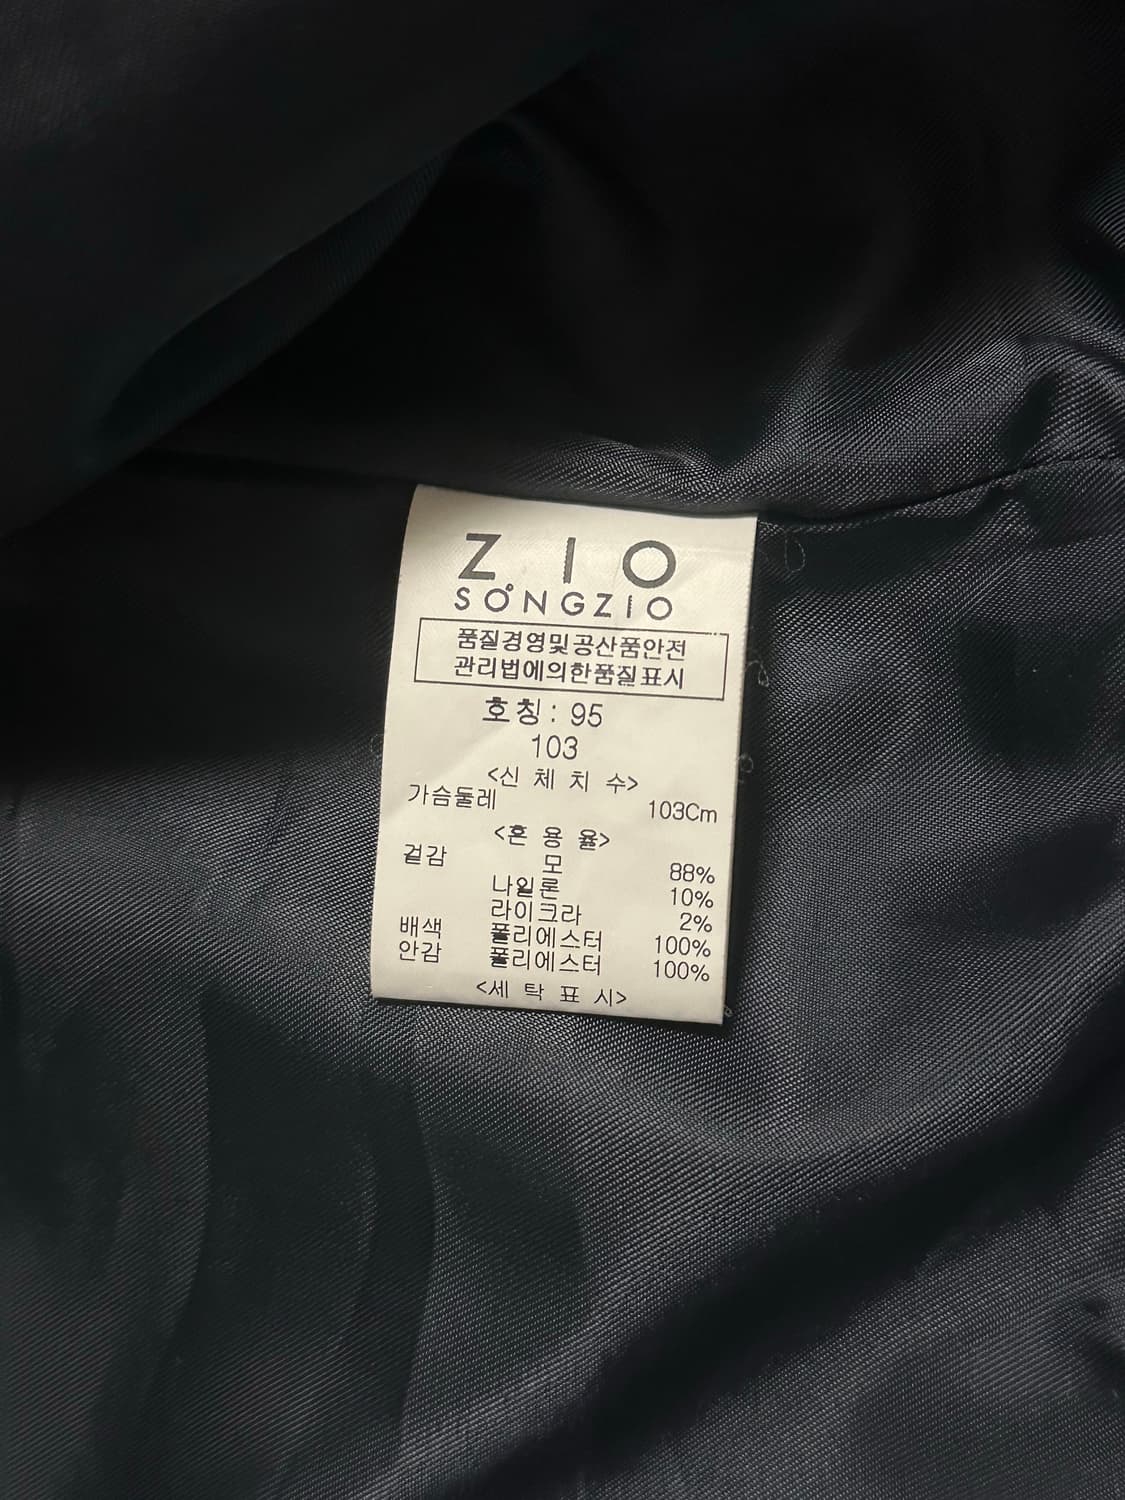 ZIO
SONGZIO
품질경영및공산품안전
관리법에의한품질표시
호칭: 95
103
<신 체 치 수>
가슴둘레 103Cm
<혼 용 율>
겉감 모 88%
나일론 10%
라이크라 2%
배색 폴리에스터 100%
안감 폴리에스터 100%
<세 탁 표 시>